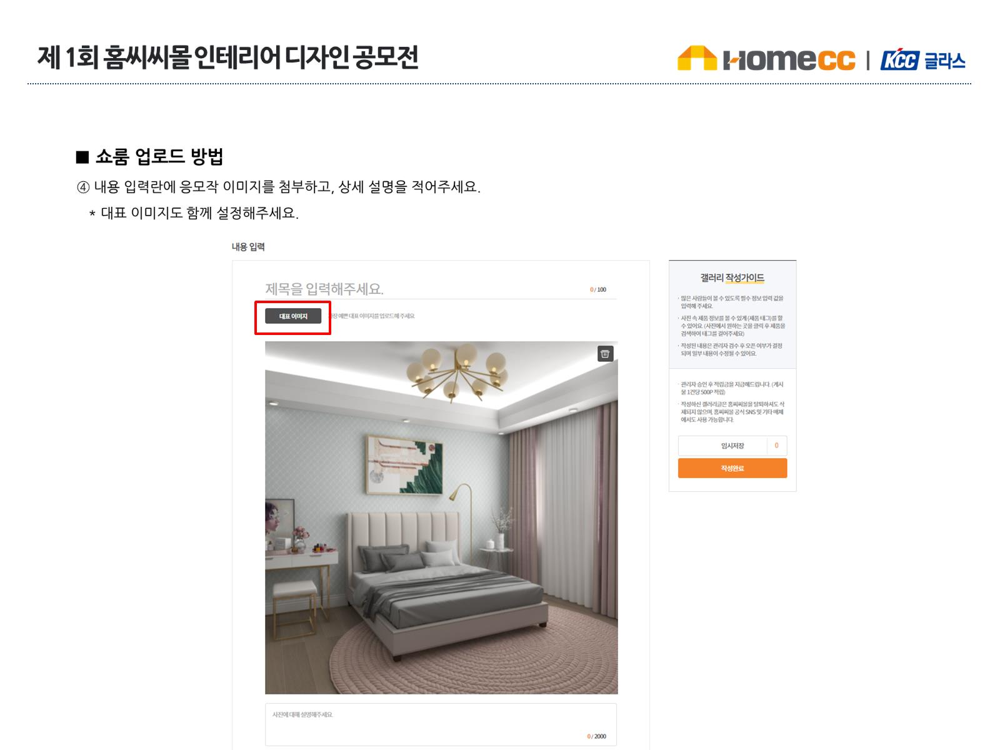 제 1회 홈씨씨몰 인테리어 디자인 공모전
Homecc | KCC 글라스
■ 쇼룸 업로드 방법
④ 내용 입력란에 응모작 이미지를 첨부하고, 상세 설명을 적어주세요.
* 대표 이미지도 함께 설정해주세요.
내용 입력
제목을 입력해주세요.
0 / 100
대표 이미지
장 예쁜 대표 이미지를 업로드해 주세요.
사진에 대해 설명해주세요.
0 / 2000
갤러리 작성가이드
· 많은 사람들이 볼 수 있도록 필수 정보 입력 값을
입력해 주세요.
· 사진 속 제품 정보를 볼 수 있게 (제품 태그)를 할
수 있어요. (사진에서 원하는 곳을 클릭 후 제품을
검색하여 태그를 걸어주세요)
· 작성된 내용은 관리자 검수 후 오픈 여부가 결정
되며 일부 내용이 수정될 수 있어요.
· 관리자 승인 후 적립금을 지급해드립니다. (게시
물 1건당 500P 적립)
· 작성하신 갤러리글은 홈씨씨몰을 탈퇴하셔도 삭
제되지 않으며, 홈씨씨몰 공식 SNS 및 기타 매체
에서도 사용 가능합니다.
임시저장 0
작성완료